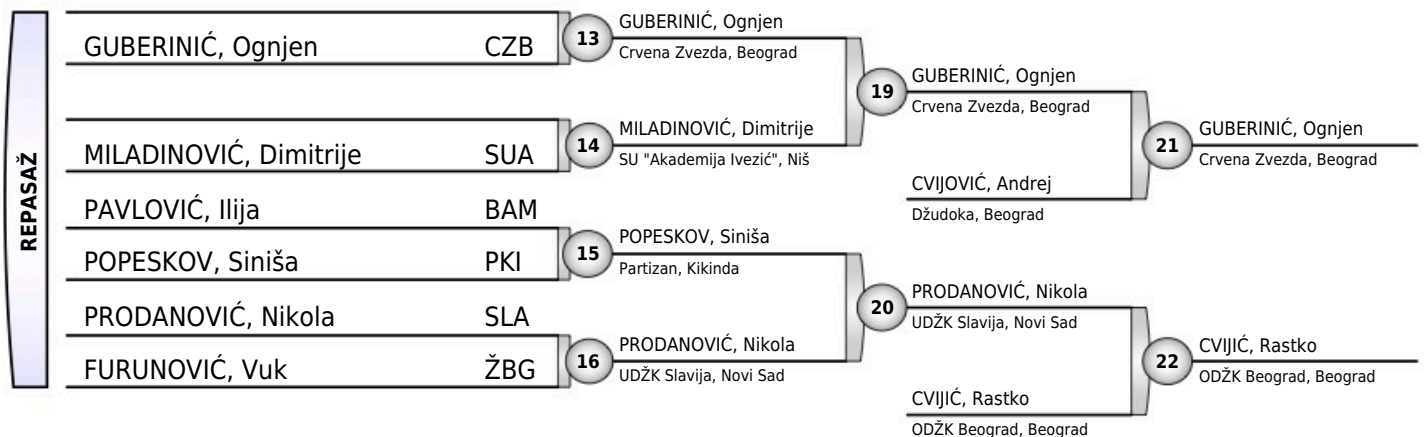 REPASAŽ
GUBERINIĆ, Ognjen CZB
MILADINOVIĆ, Dimitrije SUA
PAVLOVIĆ, Ilija BAM
POPESKOV, Siniša PKI
PRODANOVIĆ, Nikola SLA
FURUNOVIĆ, Vuk ŽBG
13
GUBERINIĆ, Ognjen
Crvena Zvezda, Beograd
14
MILADINOVIĆ, Dimitrije
SU "Akademija Ivezić", Niš
15
POPESKOV, Siniša
Partizan, Kikinda
16
PRODANOVIĆ, Nikola
UDŽK Slavija, Novi Sad
19
GUBERINIĆ, Ognjen
Crvena Zvezda, Beograd
CVIJOVIĆ, Andrej
Džudoka, Beograd
20
PRODANOVIĆ, Nikola
UDŽK Slavija, Novi Sad
CVIJIĆ, Rastko
ODŽK Beograd, Beograd
21
GUBERINIĆ, Ognjen
Crvena Zvezda, Beograd
22
CVIJIĆ, Rastko
ODŽK Beograd, Beograd